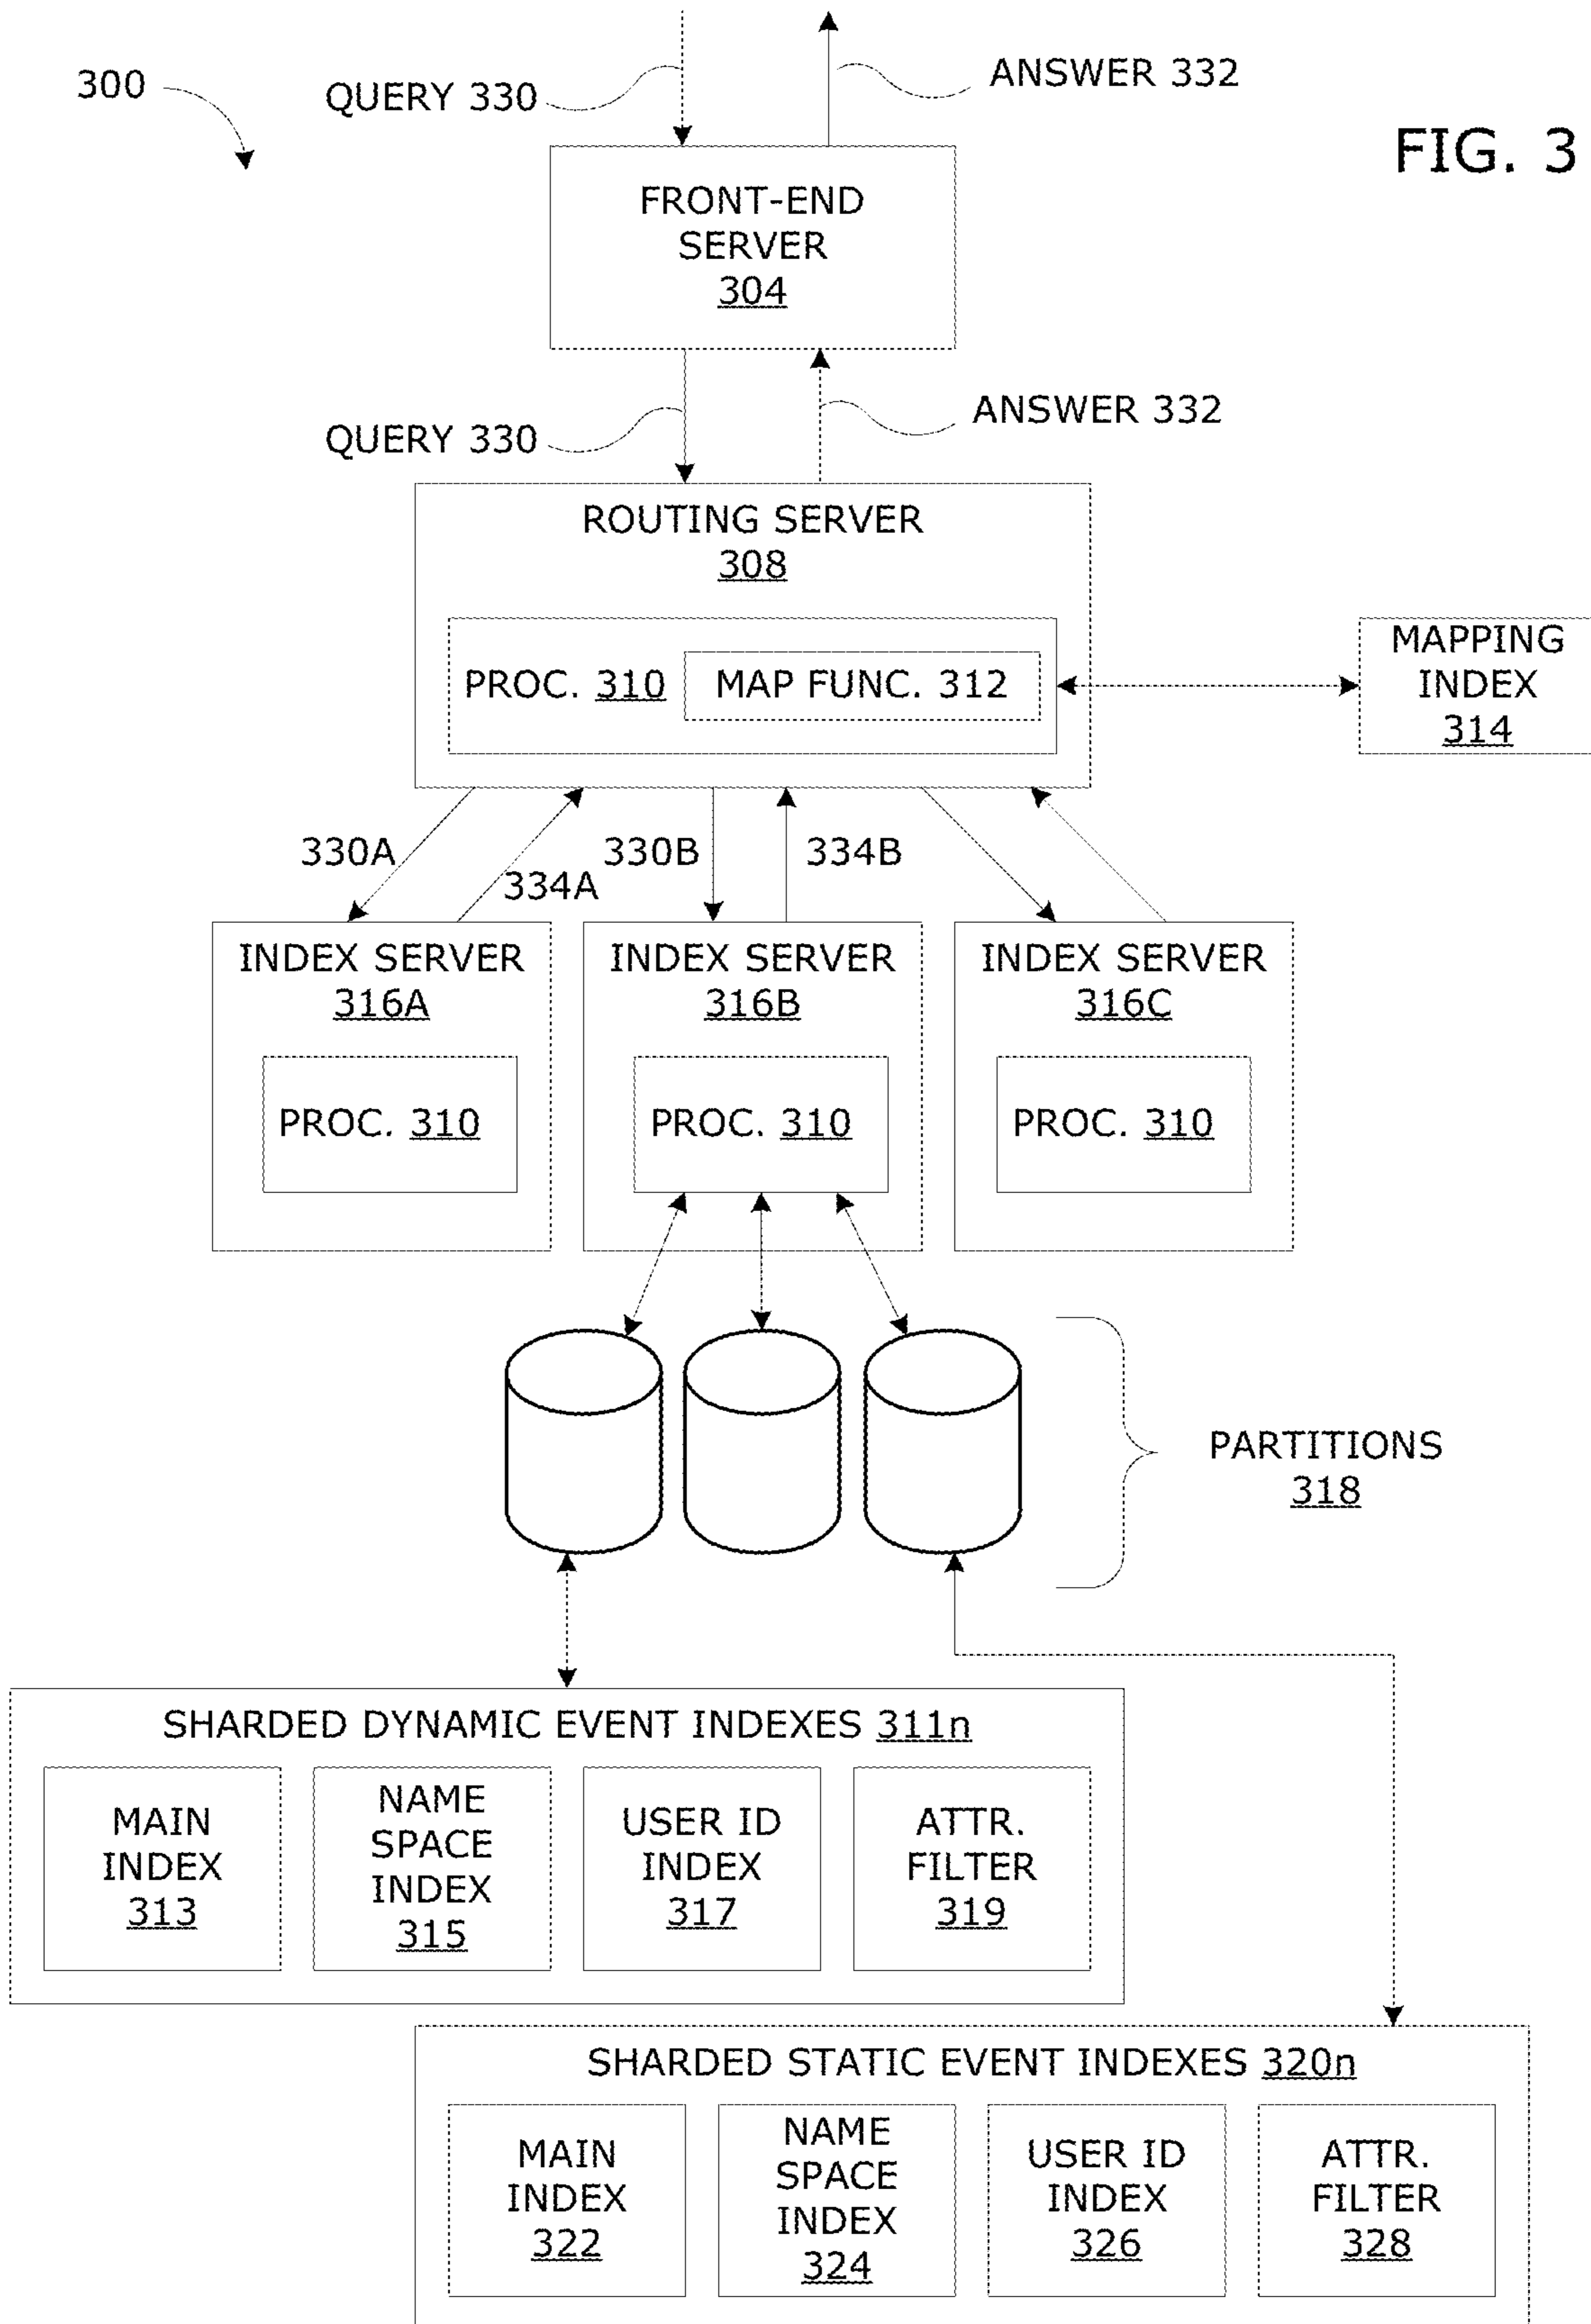 300
QUERY 330
ANSWER 332
FIG. 3
FRONT-END
SERVER
304
QUERY 330
ANSWER 332
ROUTING SERVER
308
PROC. 310
MAP FUNC. 312
MAPPING
INDEX
314
330A
334A
330B
334B
INDEX SERVER
316A
PROC. 310
INDEX SERVER
316B
PROC. 310
INDEX SERVER
316C
PROC. 310
PARTITIONS
318
SHARDED DYNAMIC EVENT INDEXES 311n
MAIN
INDEX
313
NAME
SPACE
INDEX
315
USER ID
INDEX
317
ATTR.
FILTER
319
SHARDED STATIC EVENT INDEXES 320n
MAIN
INDEX
322
NAME
SPACE
INDEX
324
USER ID
INDEX
326
ATTR.
FILTER
328